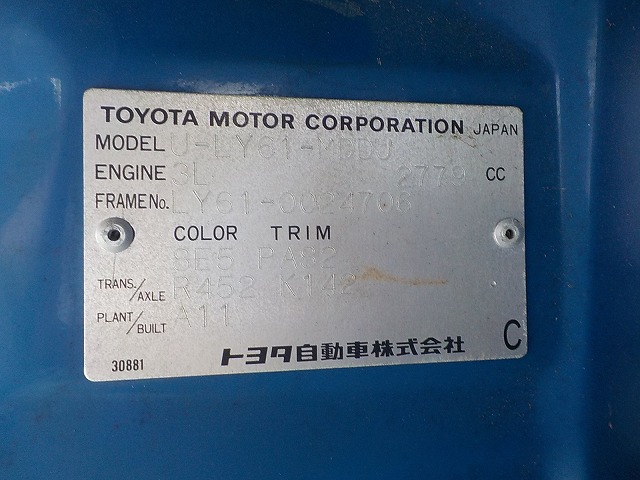 TOYOTA MOTOR CORPORATION JAPAN
MODEL U-LY61-MBDJ
ENGINE 3L 2779 CC
FRAME No. LY61-0024706
COLOR TRIM
SE5 PA82
TRANS./AXLE R452 K142
PLANT/BUILT A11
30881 トヨタ自動車株式会社 C